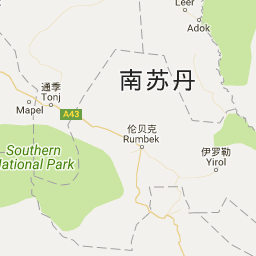 Leer
Adok
南苏丹
通季
Tonj
Mapel
A43
伦贝克
Rumbek
伊罗勒
Yirol
Southern
National Park